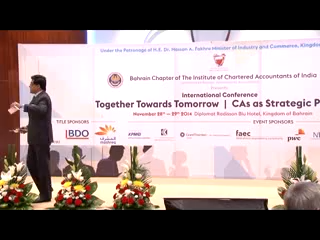 Under the Patronage of H.E. Dr. Hassan A. Fakhro Minister of Industry and Commerce, Kingdom
Bahrain Chapter of The Institute of Chartered Accountants of India
International Conference
Together Towards Tomorrow | CAs as Strategic P
November 28th - 29th 2014 Diplomat Radisson Blu Hotel, Kingdom of Bahrain
TITLE SPONSORS
EVENT SPONSORS
IBDO
KPMG
faec
pwc
NE